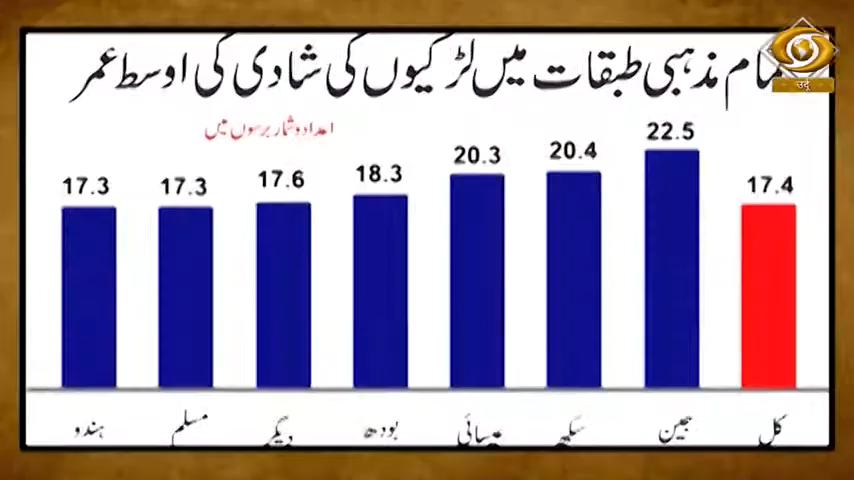 تمام مذہبی طبقات میں لڑکیوں کی شادی کی اوسط عمر
اعداد و شمار برسوں میں
17.3 17.3 17.6 18.3 20.3 20.4 22.5 17.4
ہندو مسلم دیگر بودھ عیسائی سکھ جین کل
उर्दू